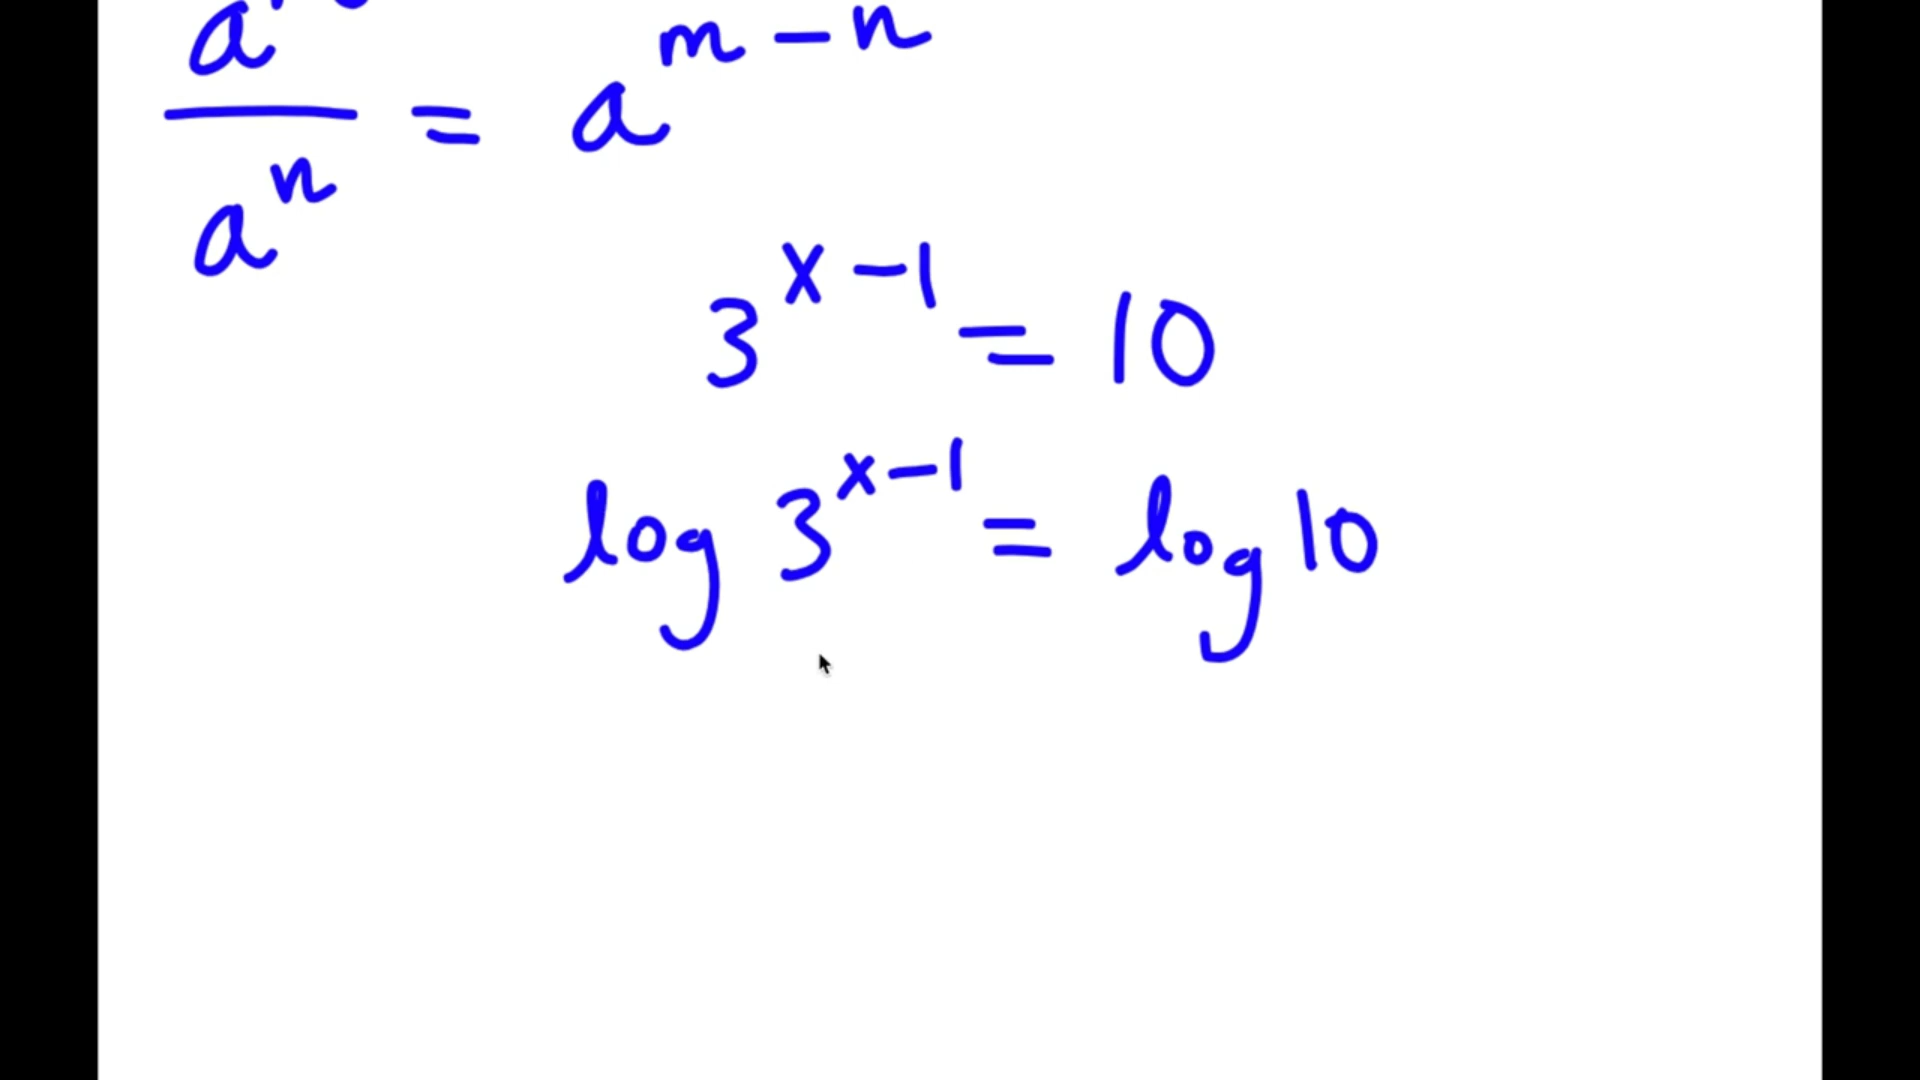 a^m / a^n = a^(m-n)
3^(x-1) = 10
log 3^(x-1) = log 10